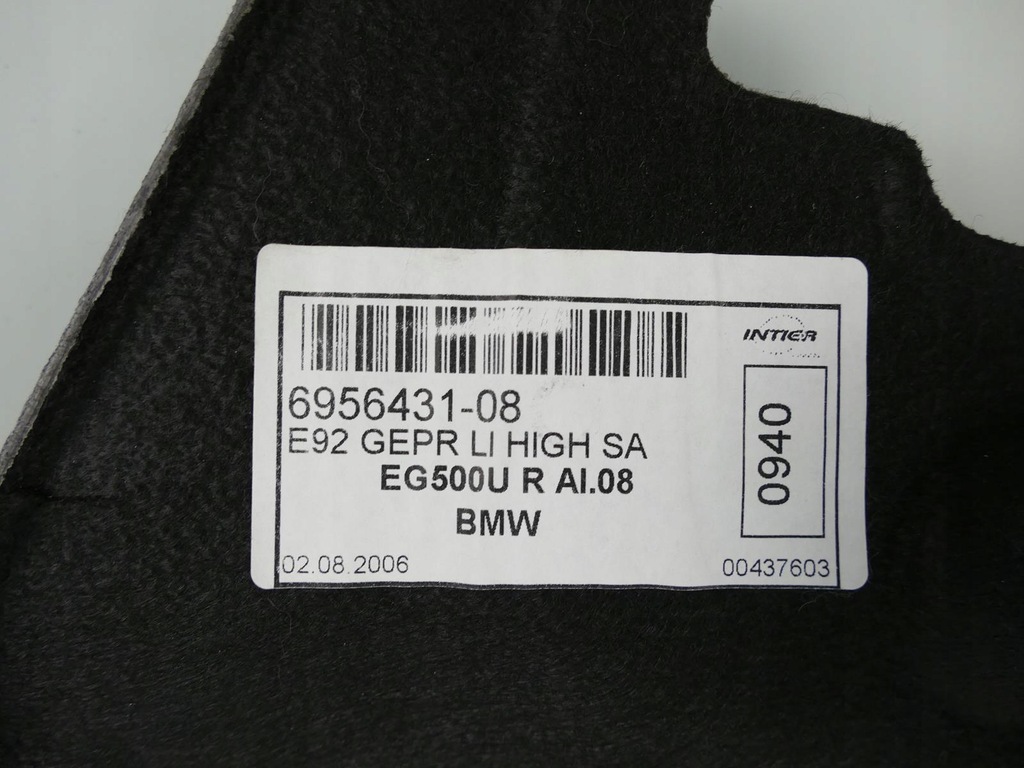 INTIER
6956431-08
E92 GEPR LI HIGH SA
EG500U R AI.08
BMW
0940
02.08.2006
00437603